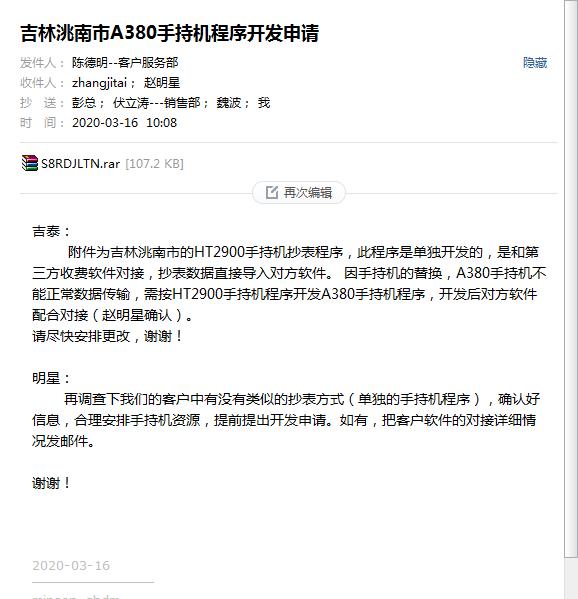 吉林洮南市A380手持机程序开发申请
发件人： 陈德明--客户服务部 隐藏
收件人： zhangjitai； 赵明星
抄 送： 彭总； 伏立涛---销售部； 魏波； 我
时 间： 2020-03-16 10:08
S8RDJLTN.rar [107.2 KB]
再次编辑
吉泰：
附件为吉林洮南市的HT2900手持机抄表程序，此程序是单独开发的，是和第
三方收费软件对接，抄表数据直接导入对方软件。 因手持机的替换，A380手持机不
能正常数据传输，需按HT2900手持机程序开发A380手持机程序，开发后对方软件
配合对接（赵明星确认）。
请尽快安排更改，谢谢！
明星：
再调查下我们的客户中有没有类似的抄表方式（单独的手持机程序），确认好
信息，合理安排手持机资源，提前提出开发申请。如有，把客户软件的对接详细情
况发邮件。
谢谢！
2020-03-16